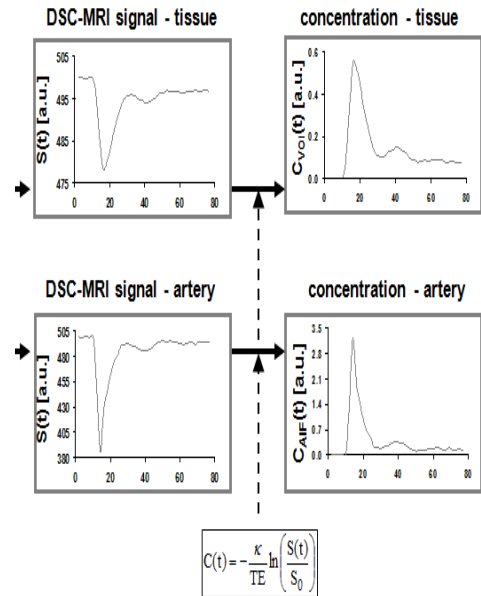 DSC-MRI signal - tissue
concentration - tissue
S(t) [a.u.]
505
495
485
475
0 20 40 60 80
C_VOI(t) [a.u.]
0.6
0.4
0.2
0.0
0 20 40 60 80
DSC-MRI signal - artery
concentration - artery
S(t) [a.u.]
505
480
455
430
405
380
0 20 40 60 80
C_AIF(t) [a.u.]
3.5
2.8
2.1
1.4
0.7
0.0
0 20 40 60 80
C(t) = -κ/TE ln(S(t)/S₀)